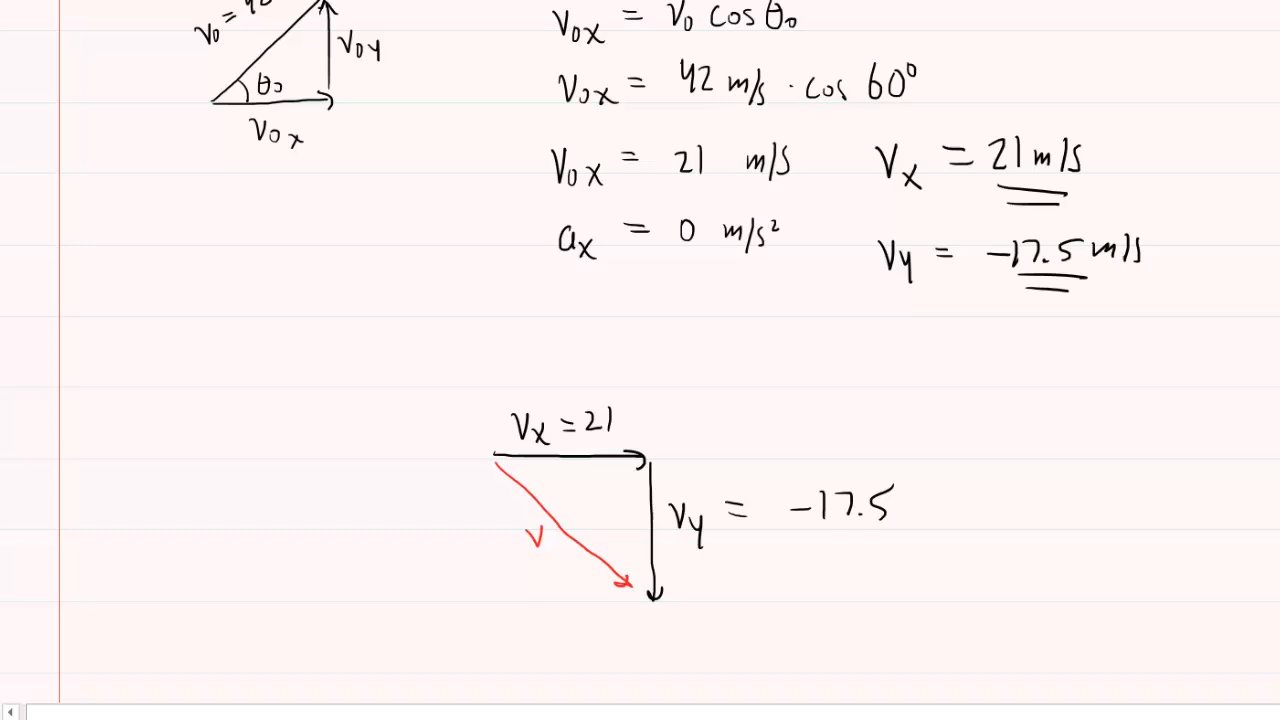 V₀x = V₀ cos θ₀
V₀ =
V₀y
θ₀
V₀x = 42 m/s · cos 60°
V₀x
V₀x = 21 m/s
Vx = 21 m/s
ax = 0 m/s²
Vy = -17.5 m/s
Vx = 21
Vy = -17.5
V